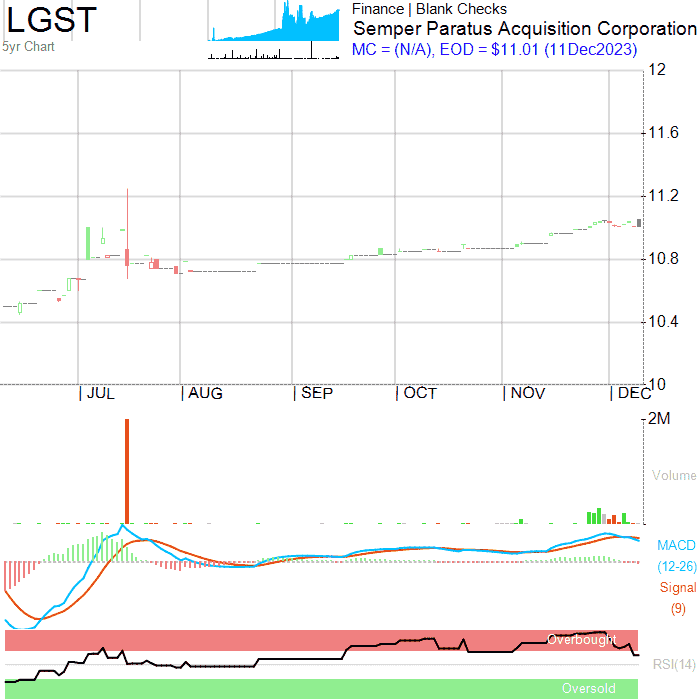 LGST
5yr Chart
Finance | Blank Checks
Semper Paratus Acquisition Corporation
MC = (N/A), EOD = $11.01 (11Dec2023)
12
11.6
11.2
10.8
10.4
10
| JUL | AUG | SEP | OCT | NOV | DEC
2M
Volume
MACD
(12-26)
Signal
(9)
Overbought
RSI(14)
Oversold